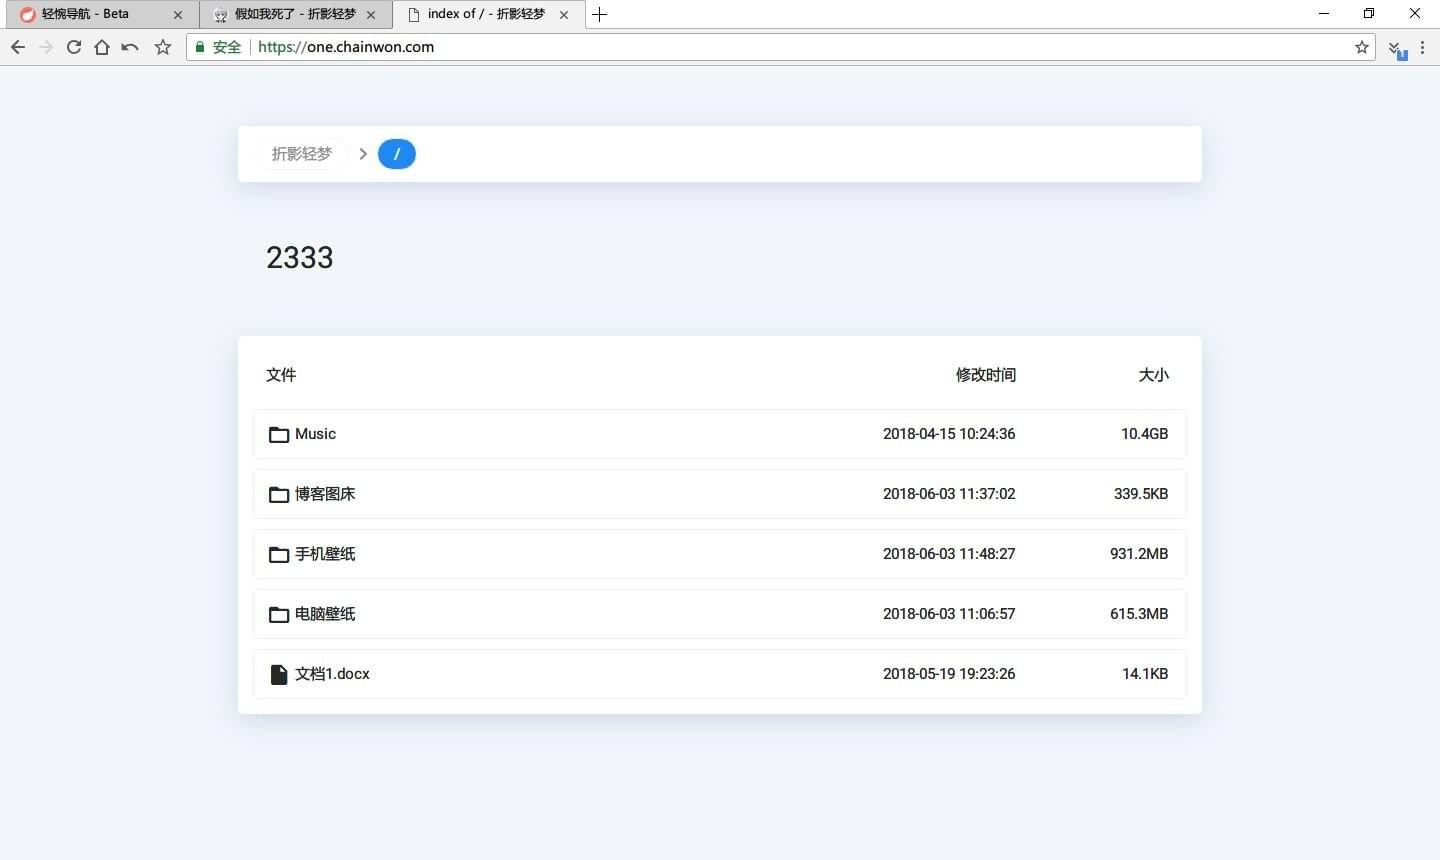 轻惋导航 - Beta
假如我死了 - 折影轻梦
index of / - 折影轻梦
安全 https://one.chainwon.com
折影轻梦 /
2333
文件 修改时间 大小
Music 2018-04-15 10:24:36 10.4GB
博客图床 2018-06-03 11:37:02 339.5KB
手机壁纸 2018-06-03 11:48:27 931.2MB
电脑壁纸 2018-06-03 11:06:57 615.3MB
文档1.docx 2018-05-19 19:23:26 14.1KB